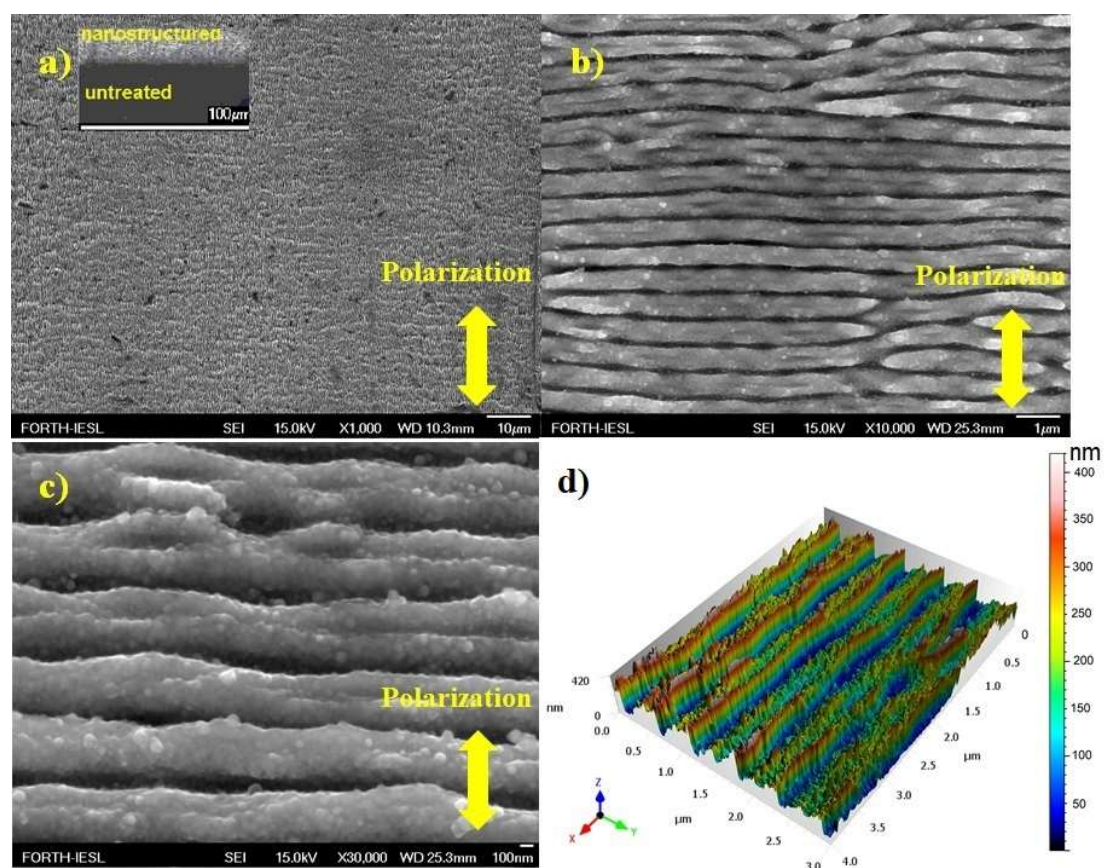 nanostructured
a)
untreated
100μm
Polarization
FORTH-IESL SEI 15.0kV X1,000 WD 10.3mm 10μm
b)
Polarization
FORTH-IESL SEI 15.0kV X10,000 WD 25.3mm 1μm
c)
Polarization
FORTH-IESL SEI 15.0kV X30,000 WD 25.3mm 100nm
d)
nm
400
350
300
250
200
150
100
50
420
nm
0
0.0
0.5
1.0
μm
1.5
2.0
2.5
3.0
0
0.5
1.0
1.5
2.0
μm
2.5
3.0
3.5
4.0
Z
X
Y